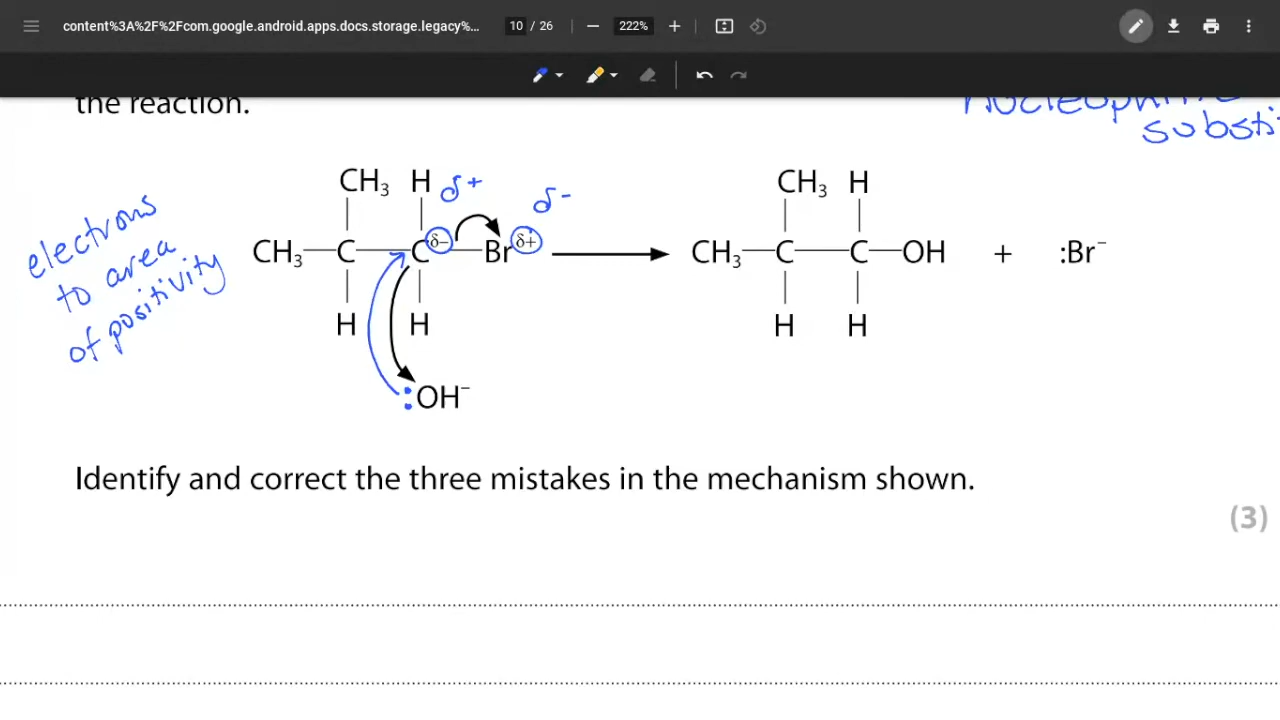 content%3A%2F%2Fcom.google.android.apps.docs.storage.legacy%...
10 / 26
222%
the reaction.
nucleophilic
substi
CH₃ H δ+ δ-
electrons
to area
of positivity
CH₃ C C δ– Br δ+
H H
:OH⁻
CH₃ H
CH₃ C C OH + :Br⁻
H H
Identify and correct the three mistakes in the mechanism shown.
(3)